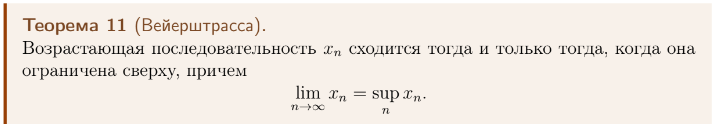 Теорема 11 (Вейерштрасса).
Возрастающая последовательность xₙ сходится тогда и только тогда, когда она
ограничена сверху, причем
lim xₙ = sup xₙ.
n→∞ n